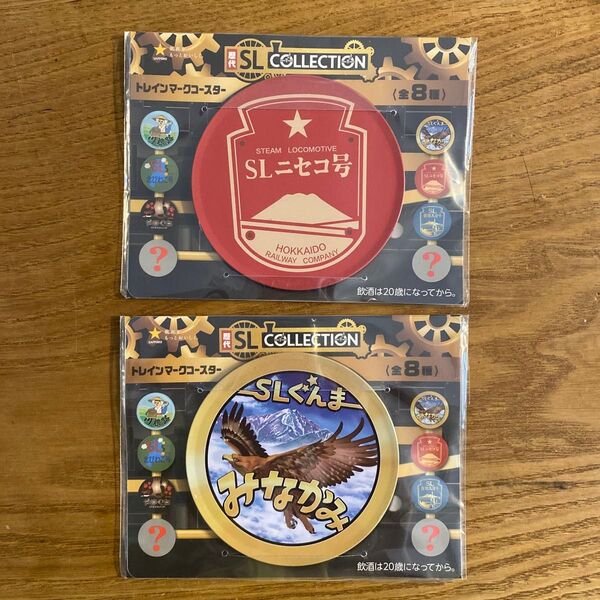 歴代
SL COLLECTION
トレインマークコースター
〈全8種〉
STEAM LOCOMOTIVE
SLニセコ号
HOKKAIDO
RAILWAY COMPANY
?
?
飲酒は20歳になってから。
歴代
SL COLLECTION
トレインマークコースター
〈全8種〉
SLぐんま
みなかみ
?
?
飲酒は20歳になってから。